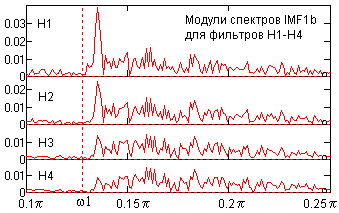 Модули спектров IMF1b
для фильтров H1-H4
0.03
0.02
0.01
0
H1
0.02
0.01
0
H2
0.01
0
H3
0.01
0
H4
0.1π
ω1
0.15π
0.2π
0.25π